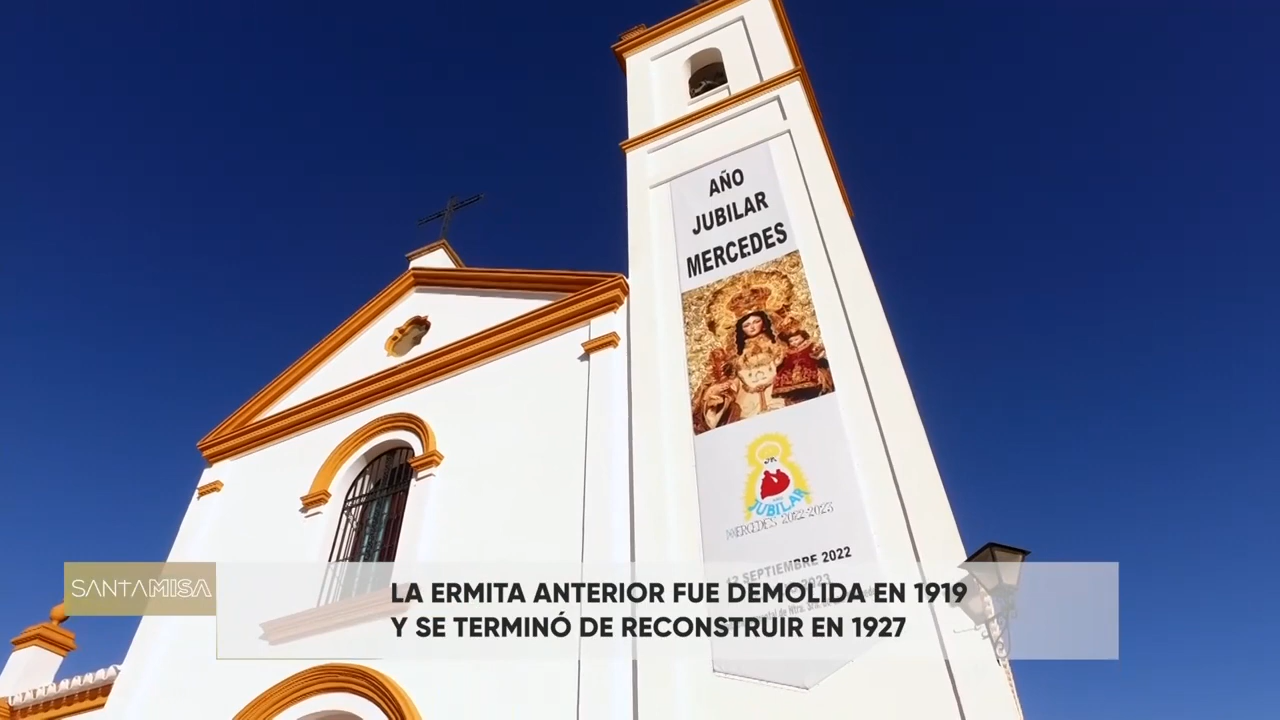 AÑO
JUBILAR
MERCEDES
JUBILAR
MERCEDES 2022-2023
SEPTIEMBRE 2022
2023
SANTAMISA
LA ERMITA ANTERIOR FUE DEMOLIDA EN 1919
Y SE TERMINÓ DE RECONSTRUIR EN 1927